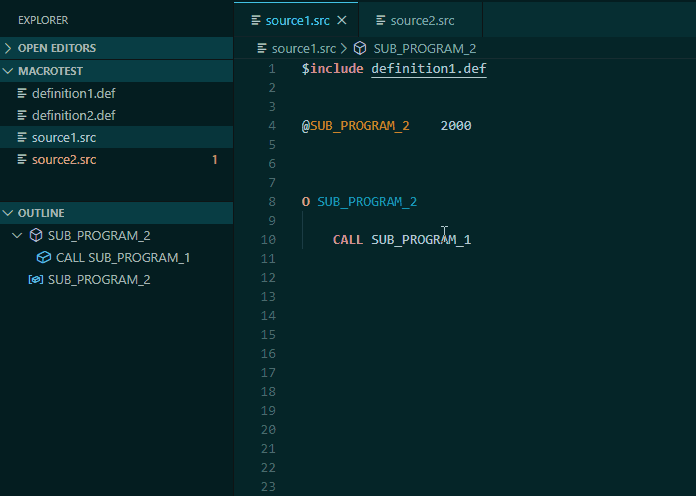 EXPLORER
OPEN EDITORS
MACROTEST
definition1.def
definition2.def
source1.src
source2.src 1
OUTLINE
SUB_PROGRAM_2
CALL SUB_PROGRAM_1
SUB_PROGRAM_2
source1.src source2.src
source1.src SUB_PROGRAM_2
1 $include definition1.def
2
3
4 @SUB_PROGRAM_2 2000
5
6
7
8 O SUB_PROGRAM_2
9
10 CALL SUB_PROGRAM_1
11
12
13
14
15
16
17
18
19
20
21
22
23